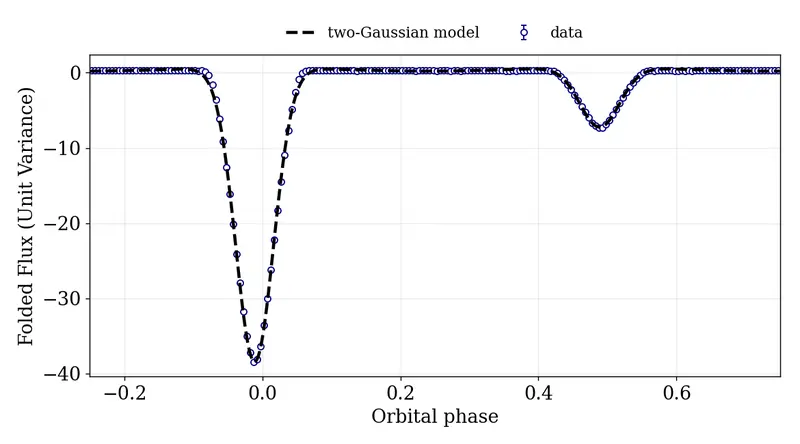 two-Gaussian model
data
0
−10
−20
−30
−40
Folded Flux (Unit Variance)
−0.2
0.0
0.2
0.4
0.6
Orbital phase